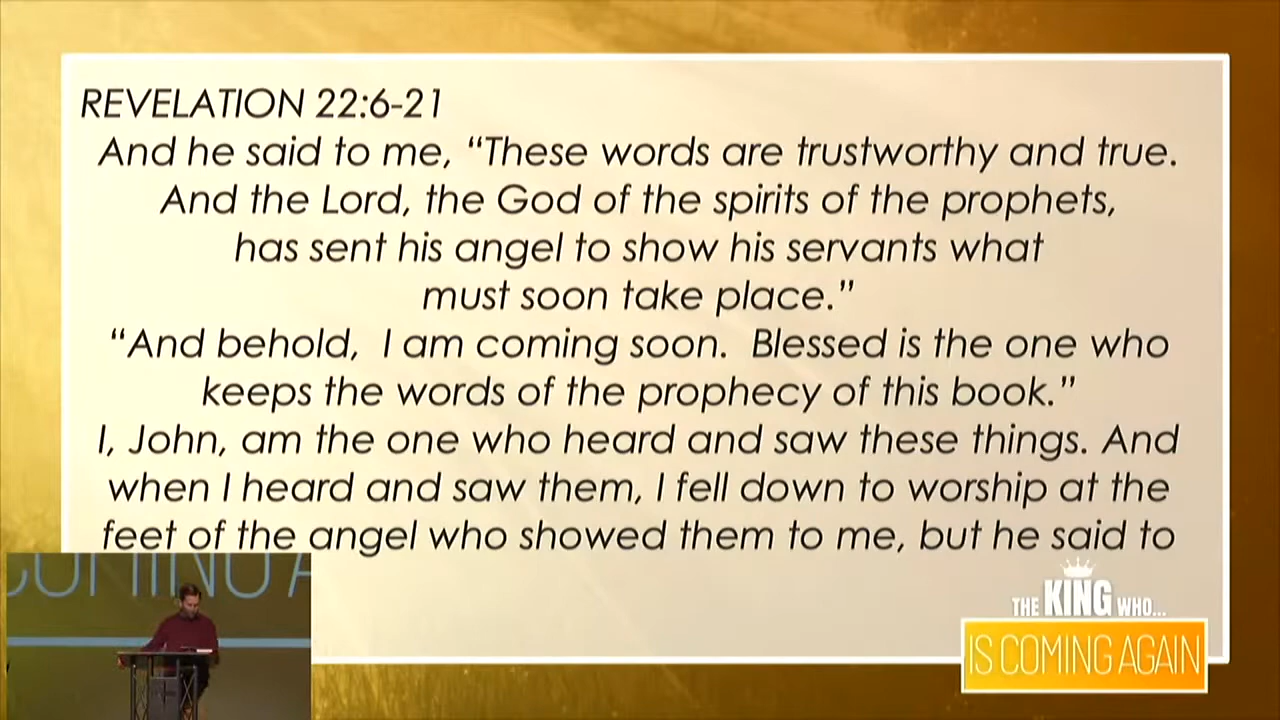 REVELATION 22:6-21
And he said to me, “These words are trustworthy and true.
And the Lord, the God of the spirits of the prophets,
has sent his angel to show his servants what
must soon take place.”
“And behold,  I am coming soon.  Blessed is the one who
keeps the words of the prophecy of this book.”
I, John, am the one who heard and saw these things. And
when I heard and saw them, I fell down to worship at the
feet of the angel who showed them to me, but he said to
COMING A
THE KING WHO...
IS COMING AGAIN